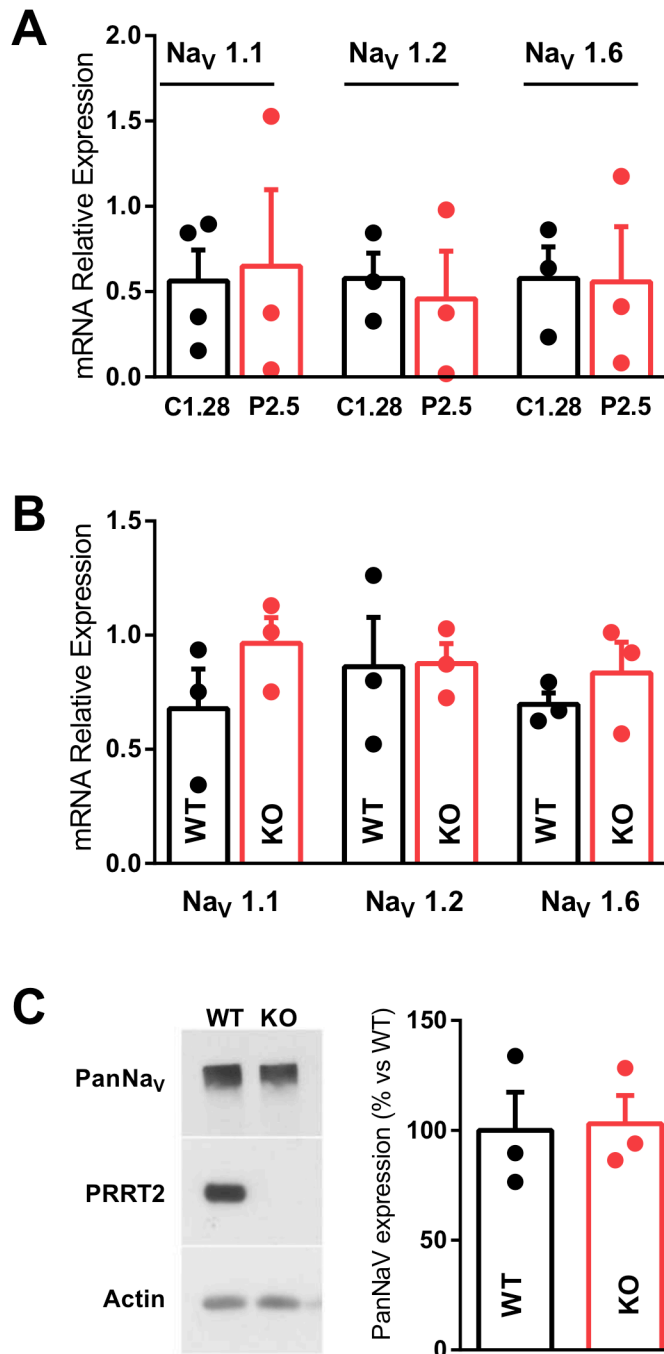 A
mRNA Relative Expression
2.0
1.5
1.0
0.5
0.0
NaV 1.1
NaV 1.2
NaV 1.6
C1.28 P2.5 C1.28 P2.5 C1.28 P2.5
B
mRNA Relative Expression
1.5
1.0
0.5
0.0
WT KO WT KO WT KO
NaV 1.1 NaV 1.2 NaV 1.6
C
WT KO
PanNaV
PRRT2
Actin
PanNaV expression (% vs WT)
150
100
50
0
WT KO